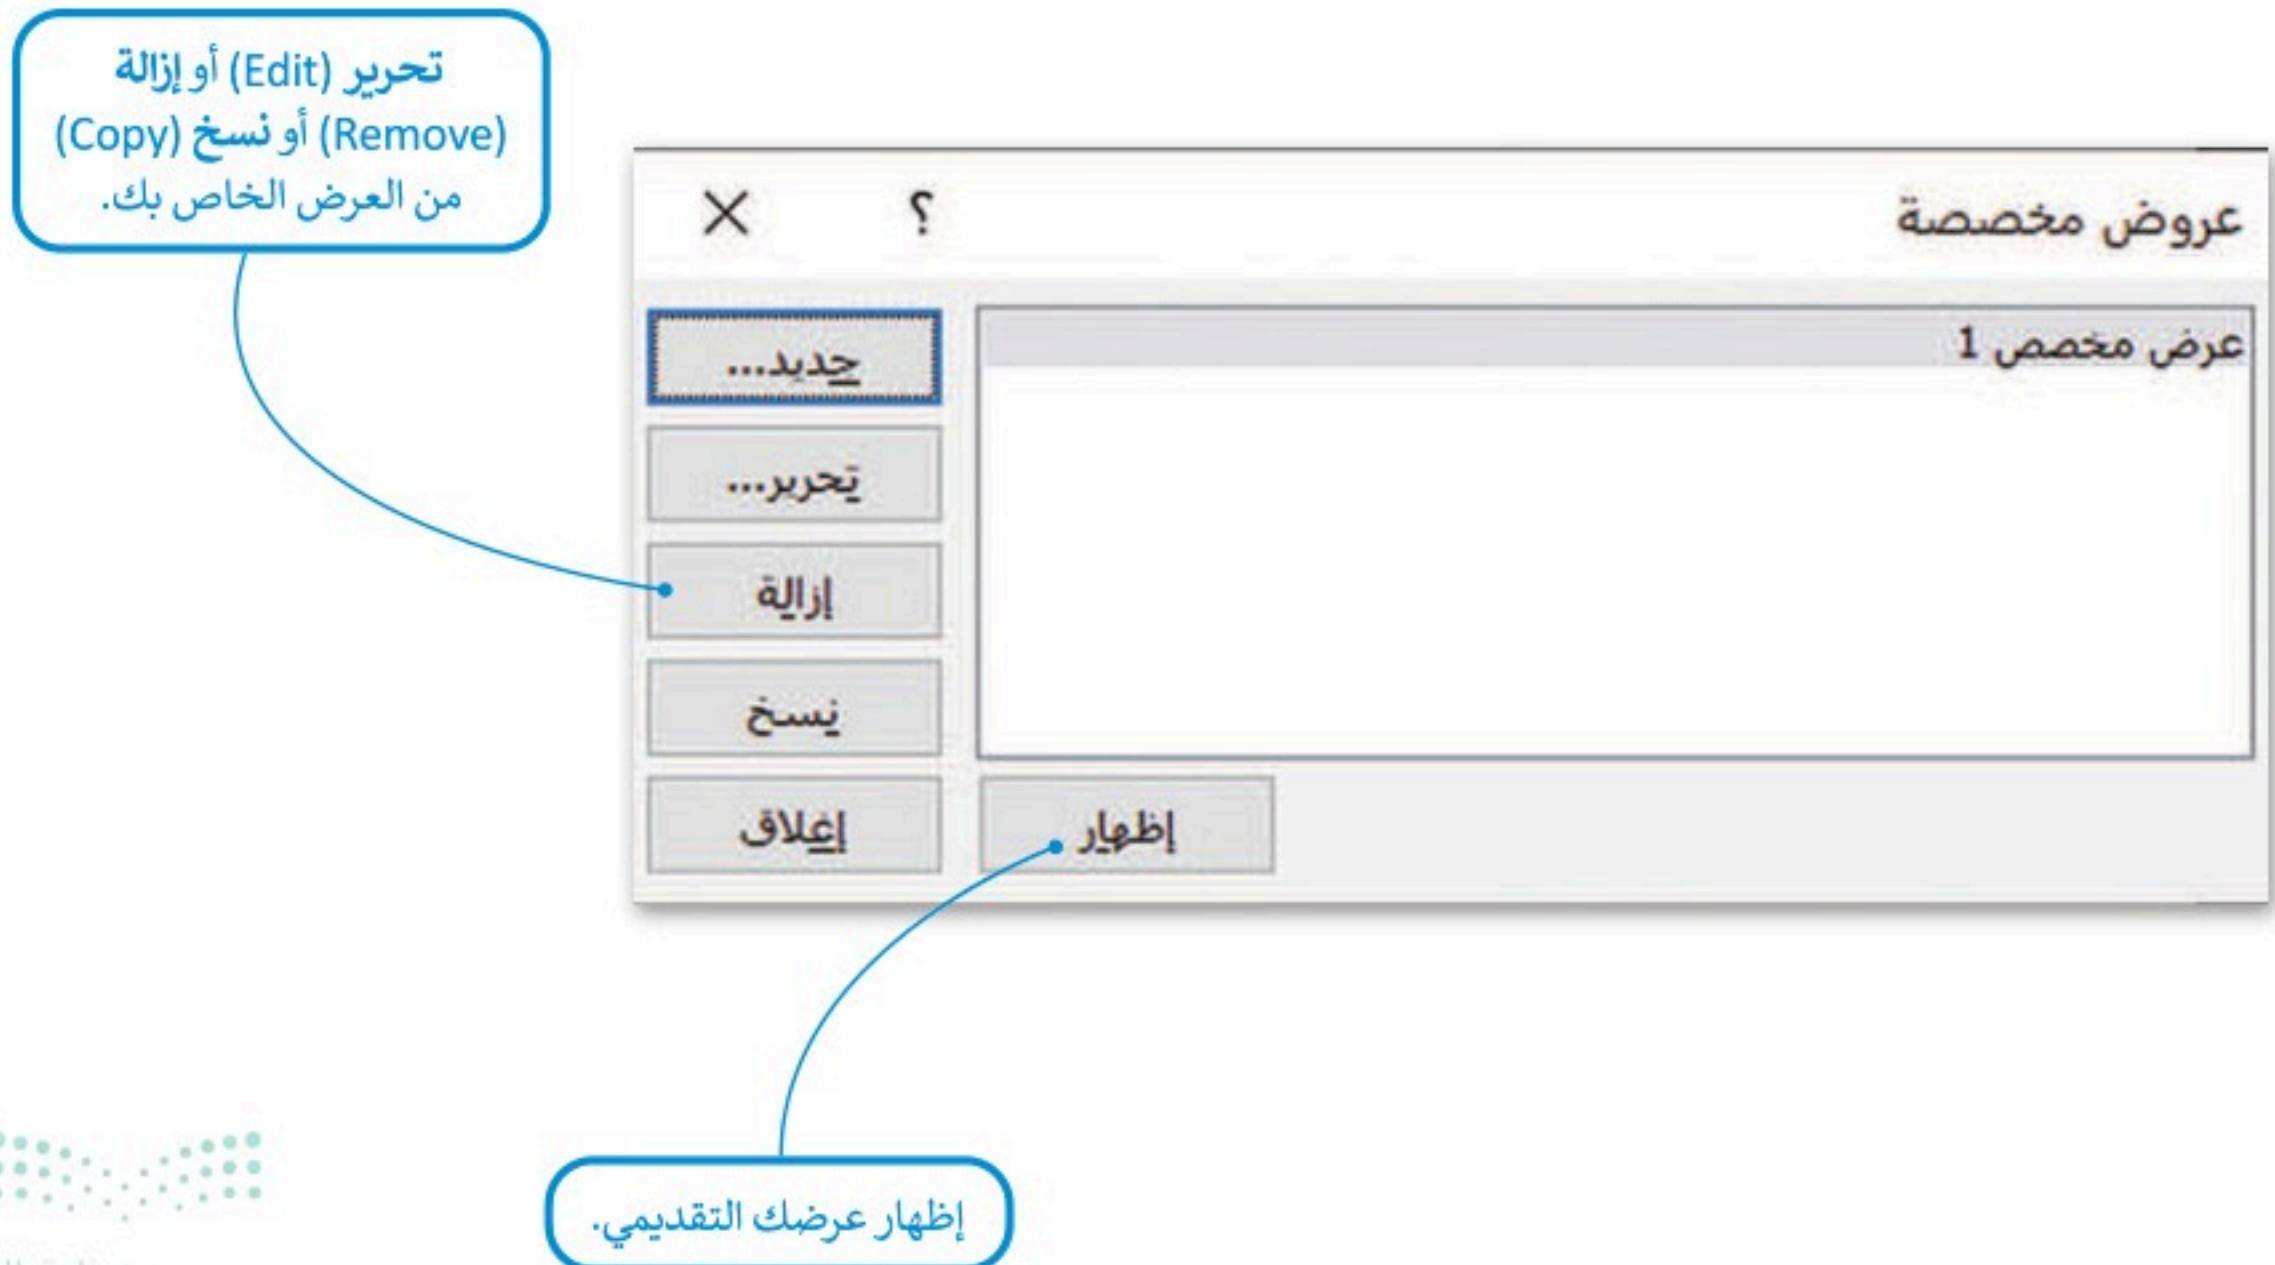 تحرير (Edit) أو إزالة
(Remove) أو نسخ (Copy)
من العرض الخاص بك.
عروض مخصصة
؟
عرض مخصص 1
جديد...
تحرير...
إزالة
نسخ
إظهار
إغلاق
إظهار عرضك التقديمي.